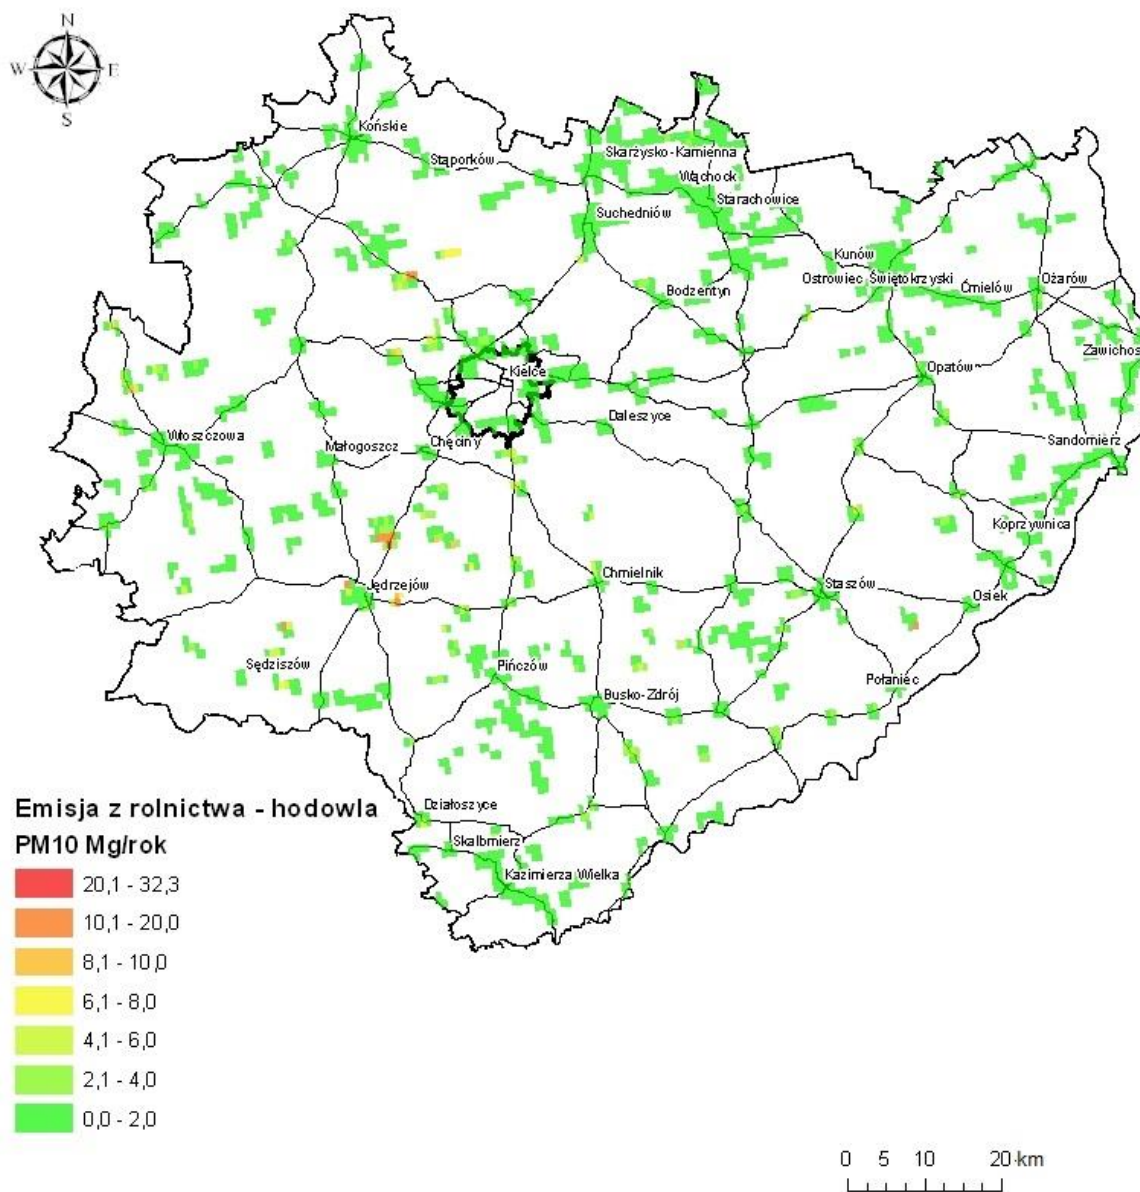 N
W E
S
Końskie
Stąporków
Skarżysko-Kamienna
Wąchock
Starachowice
Suchedniów
Kunów
Ostrowiec Świętokrzyski
Ćmielów
Ożarów
Bodzentyn
Zawichos
Kielce
Opatów
Daleszyce
Włoszczowa
Małogoszcz
Chęciny
Sandomierz
Koprzywnica
Jędrzejów
Chmielnik
Staszów
Osiek
Sędziszów
Pińczów
Połaniec
Busko-Zdrój
Działoszyce
Skalbmierz
Kazimierza Wielka
Emisja z rolnictwa - hodowla
PM10 Mg/rok
20,1 - 32,3
10,1 - 20,0
8,1 - 10,0
6,1 - 8,0
4,1 - 6,0
2,1 - 4,0
0,0 - 2,0
0 5 10 20 km